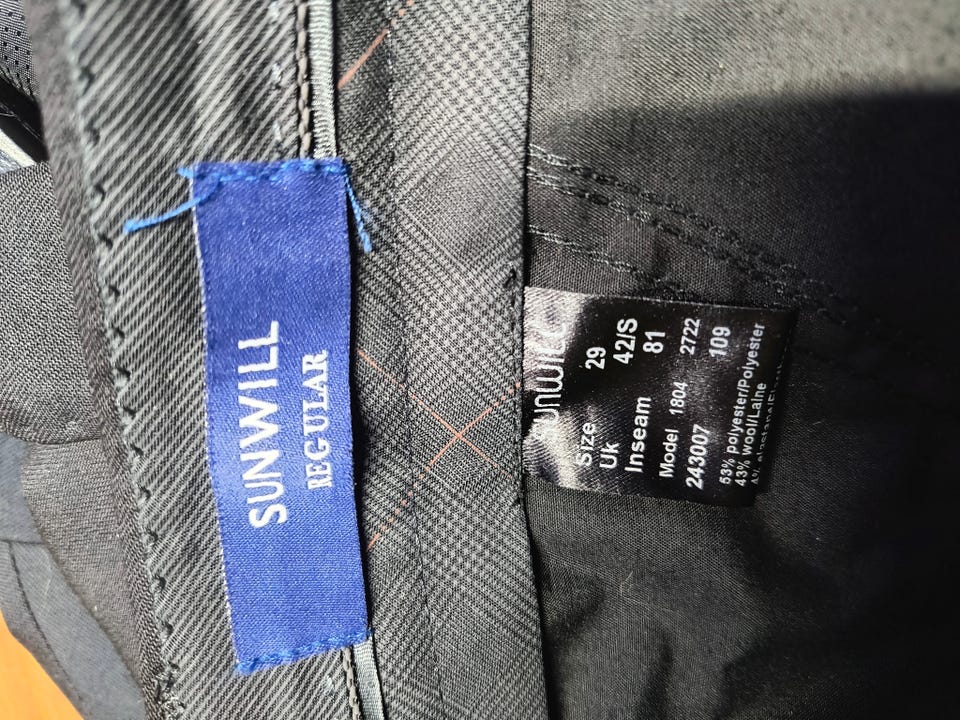 SUNWILL
REGULAR
sunwill
Size 29
Uk 42/S
Inseam 81
Model 1804 2722
243007 109
53% polyester/Polyester
43% wool/Laine